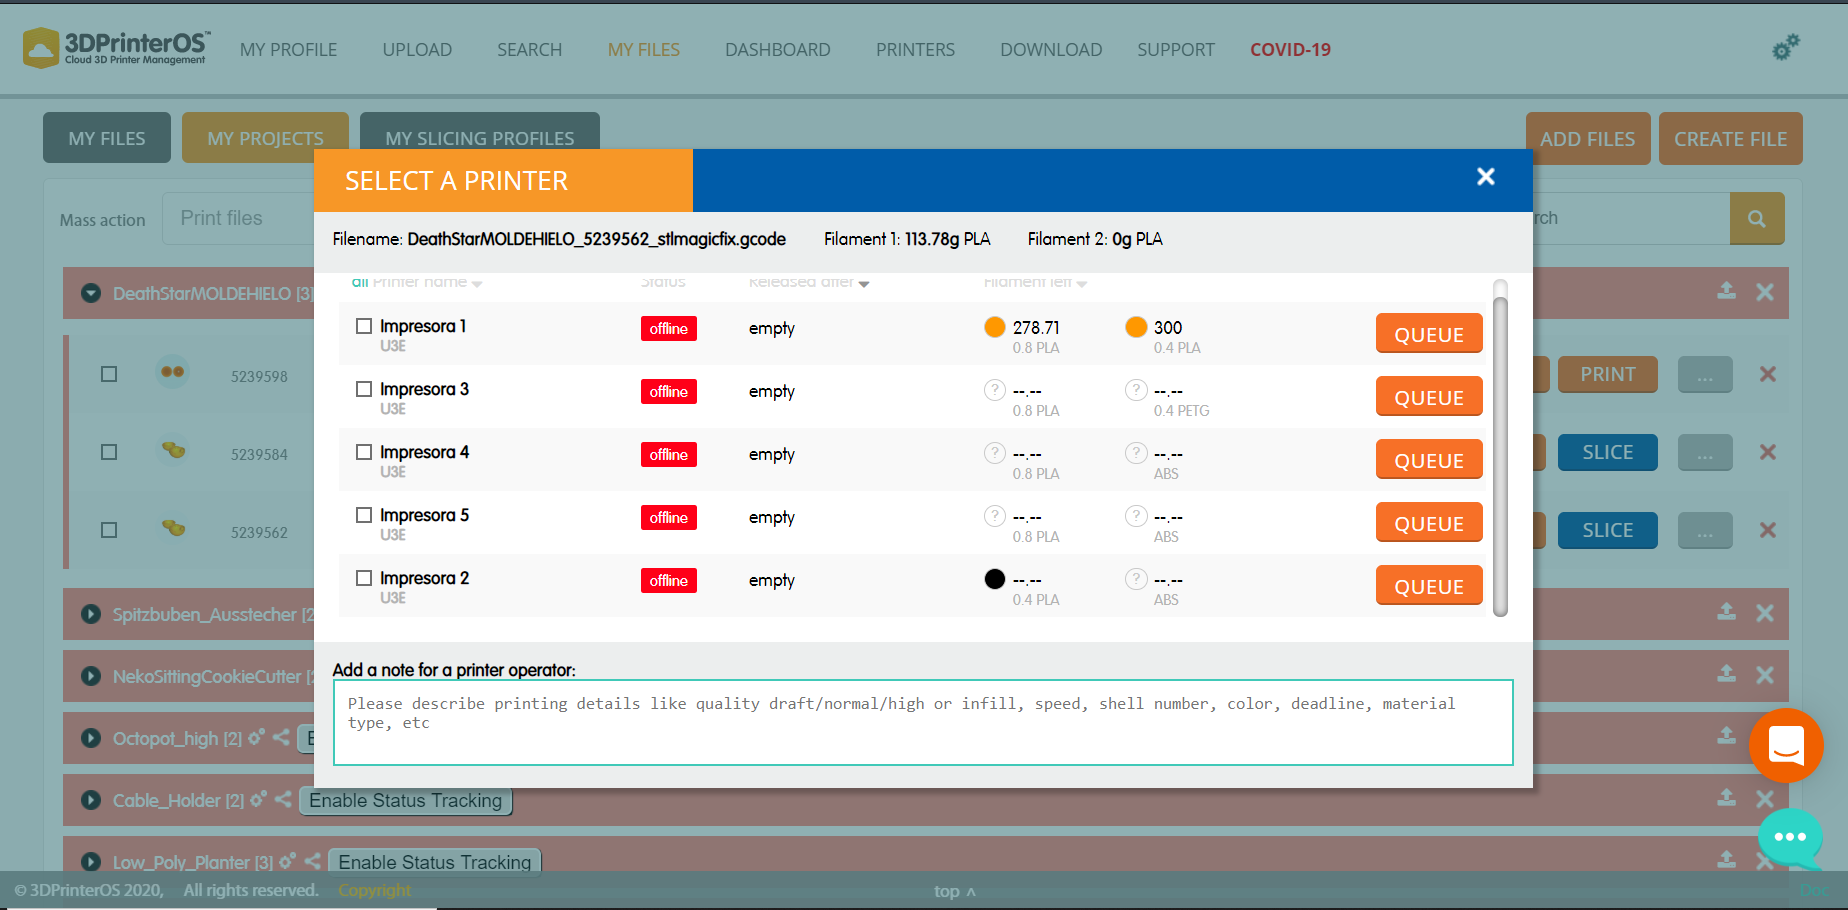 3DPrinterOS™
Cloud 3D Printer Management
MY PROFILE UPLOAD SEARCH MY FILES DASHBOARD PRINTERS DOWNLOAD SUPPORT COVID-19
MY FILES MY PROJECTS MY SLICING PROFILES ADD FILES CREATE FILE
SELECT A PRINTER
Mass action Print files rch
Filename: DeathStarMOLDEHIELO_5239562_stlmagicfix.gcode Filament 1: 113.78g PLA Filament 2: 0g PLA
all Printer name Status Released after Filament left
DeathStarMOLDEHIELO [3]
Impresora 1 offline empty 278.71 300 QUEUE
U3E 0.8 PLA 0.4 PLA
5239598 PRINT ...
Impresora 3 offline empty ? --.-- ? --.-- QUEUE
U3E 0.8 PLA 0.4 PETG
5239584 SLICE ...
Impresora 4 offline empty ? --.-- ? --.-- QUEUE
U3E 0.8 PLA ABS
5239562 SLICE ...
Impresora 5 offline empty ? --.-- ? --.-- QUEUE
U3E 0.8 PLA ABS
Impresora 2 offline empty --.-- ? --.-- QUEUE
U3E 0.4 PLA ABS
Spitzbuben_Ausstecher [2
NekoSittingCookieCutter [
Add a note for a printer operator:
Please describe printing details like quality draft/normal/high or infill, speed, shell number, color, deadline, material
type, etc
Octopot_high [2] E
Cable_Holder [2] Enable Status Tracking
Low_Poly_Planter [3] Enable Status Tracking
© 3DPrinterOS 2020, All rights reserved. Copyright top ^ Doc